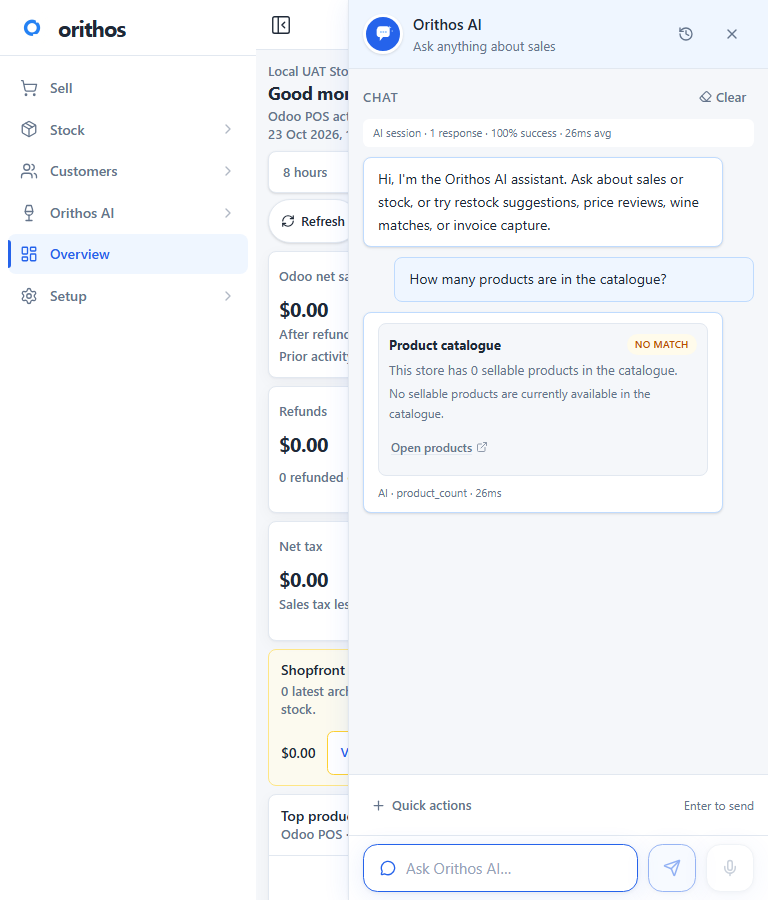 orithos
Sell
Stock
Customers
Orithos AI
Overview
Setup
Local UAT Sto
Good mor
Odoo POS act
23 Oct 2026,
8 hours
Refresh
Odoo net sa
$0.00
After refund
Prior activity
Refunds
$0.00
0 refunded
Net tax
$0.00
Sales tax les
Shopfront
0 latest arch
stock.
$0.00
V
Top produ
Odoo POS ·
Orithos AI
Ask anything about sales
CHAT
Clear
AI session · 1 response · 100% success · 26ms avg
Hi, I'm the Orithos AI assistant. Ask about sales or
stock, or try restock suggestions, price reviews, wine
matches, or invoice capture.
How many products are in the catalogue?
Product catalogue
NO MATCH
This store has 0 sellable products in the catalogue.
No sellable products are currently available in the
catalogue.
Open products
AI · product_count · 26ms
Quick actions
Enter to send
Ask Orithos AI...